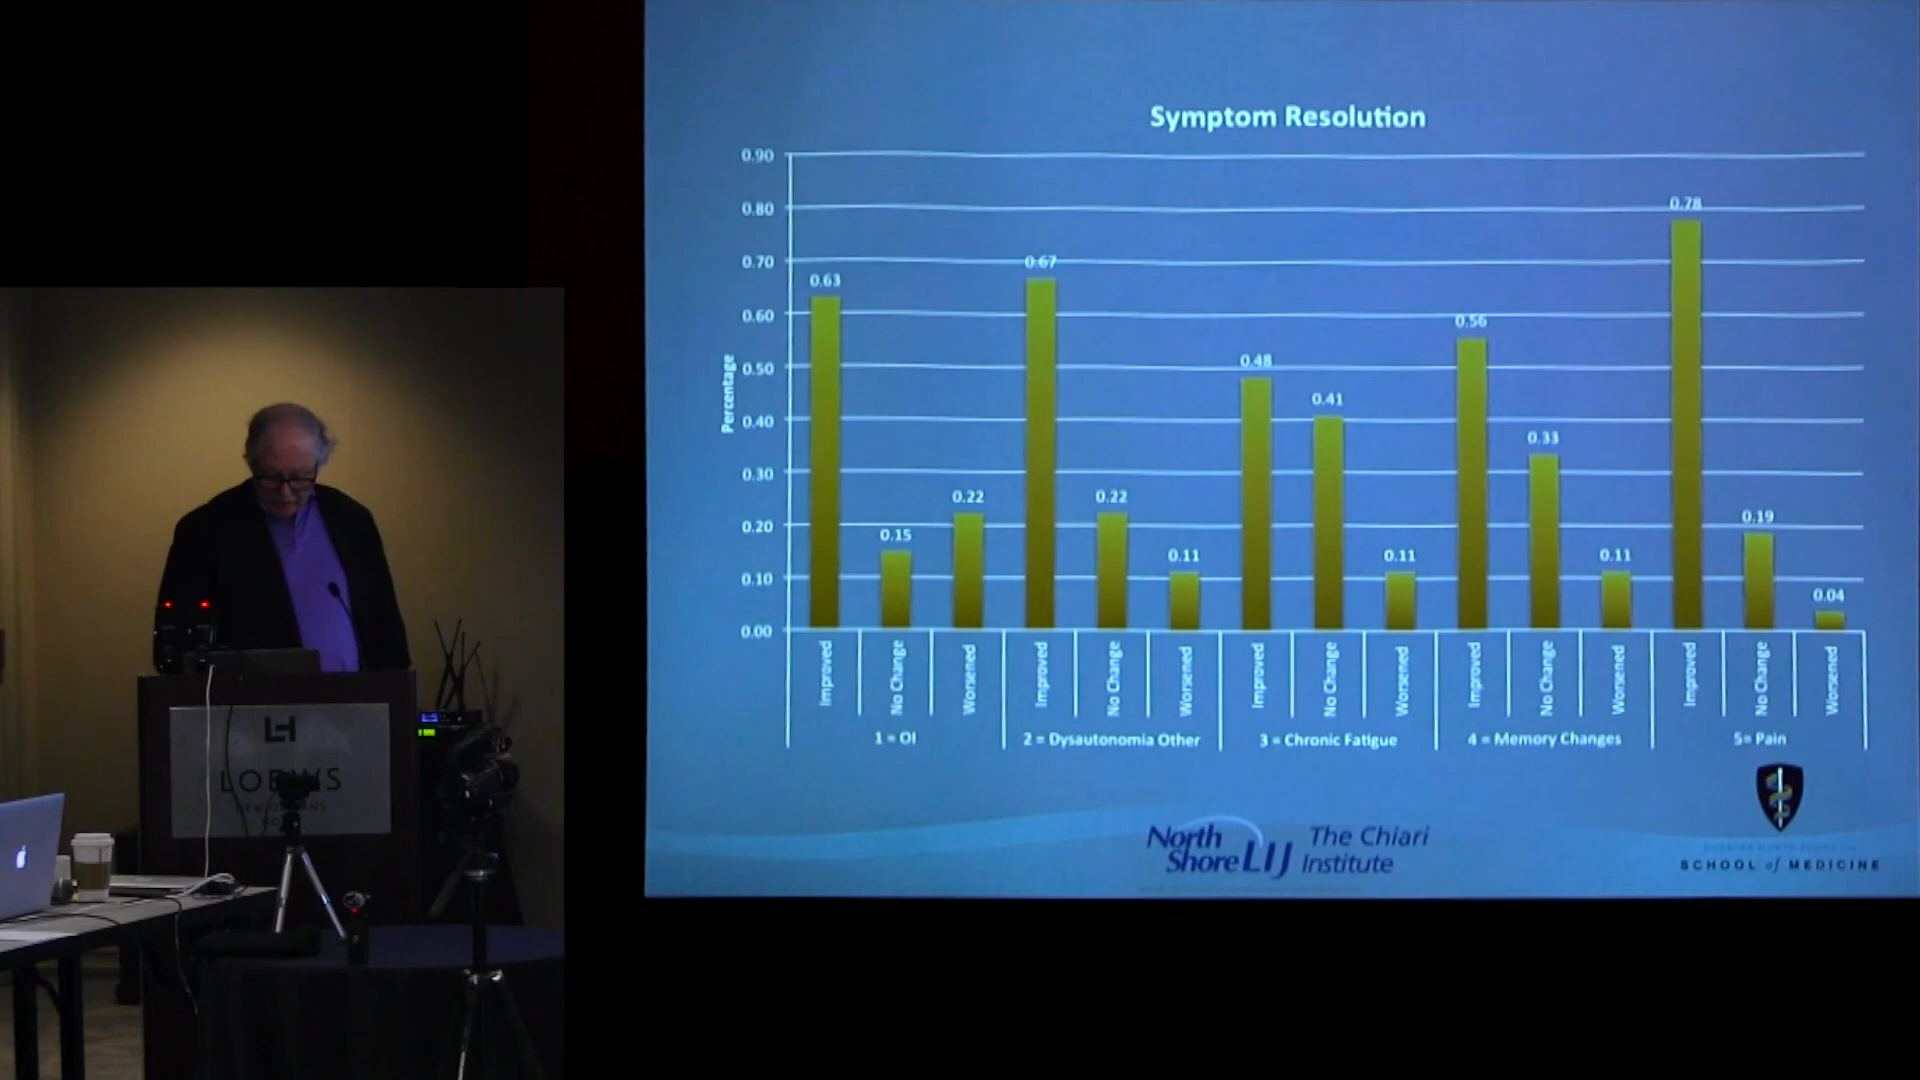 Symptom Resolution
Percentage
0.90
0.80
0.70
0.60
0.50
0.40
0.30
0.20
0.10
0.00
0.63
0.15
0.22
0.67
0.22
0.11
0.48
0.41
0.11
0.56
0.33
0.11
0.78
0.19
0.04
Improved
No Change
Worsened
Improved
No Change
Worsened
Improved
No Change
Worsened
Improved
No Change
Worsened
Improved
No Change
Worsened
1 = OI
2 = Dysautonomia Other
3 = Chronic Fatigue
4 = Memory Changes
5= Pain
North
Shore LIJ
The Chiari
Institute
SCHOOL of MEDICINE
LH
LOEWS